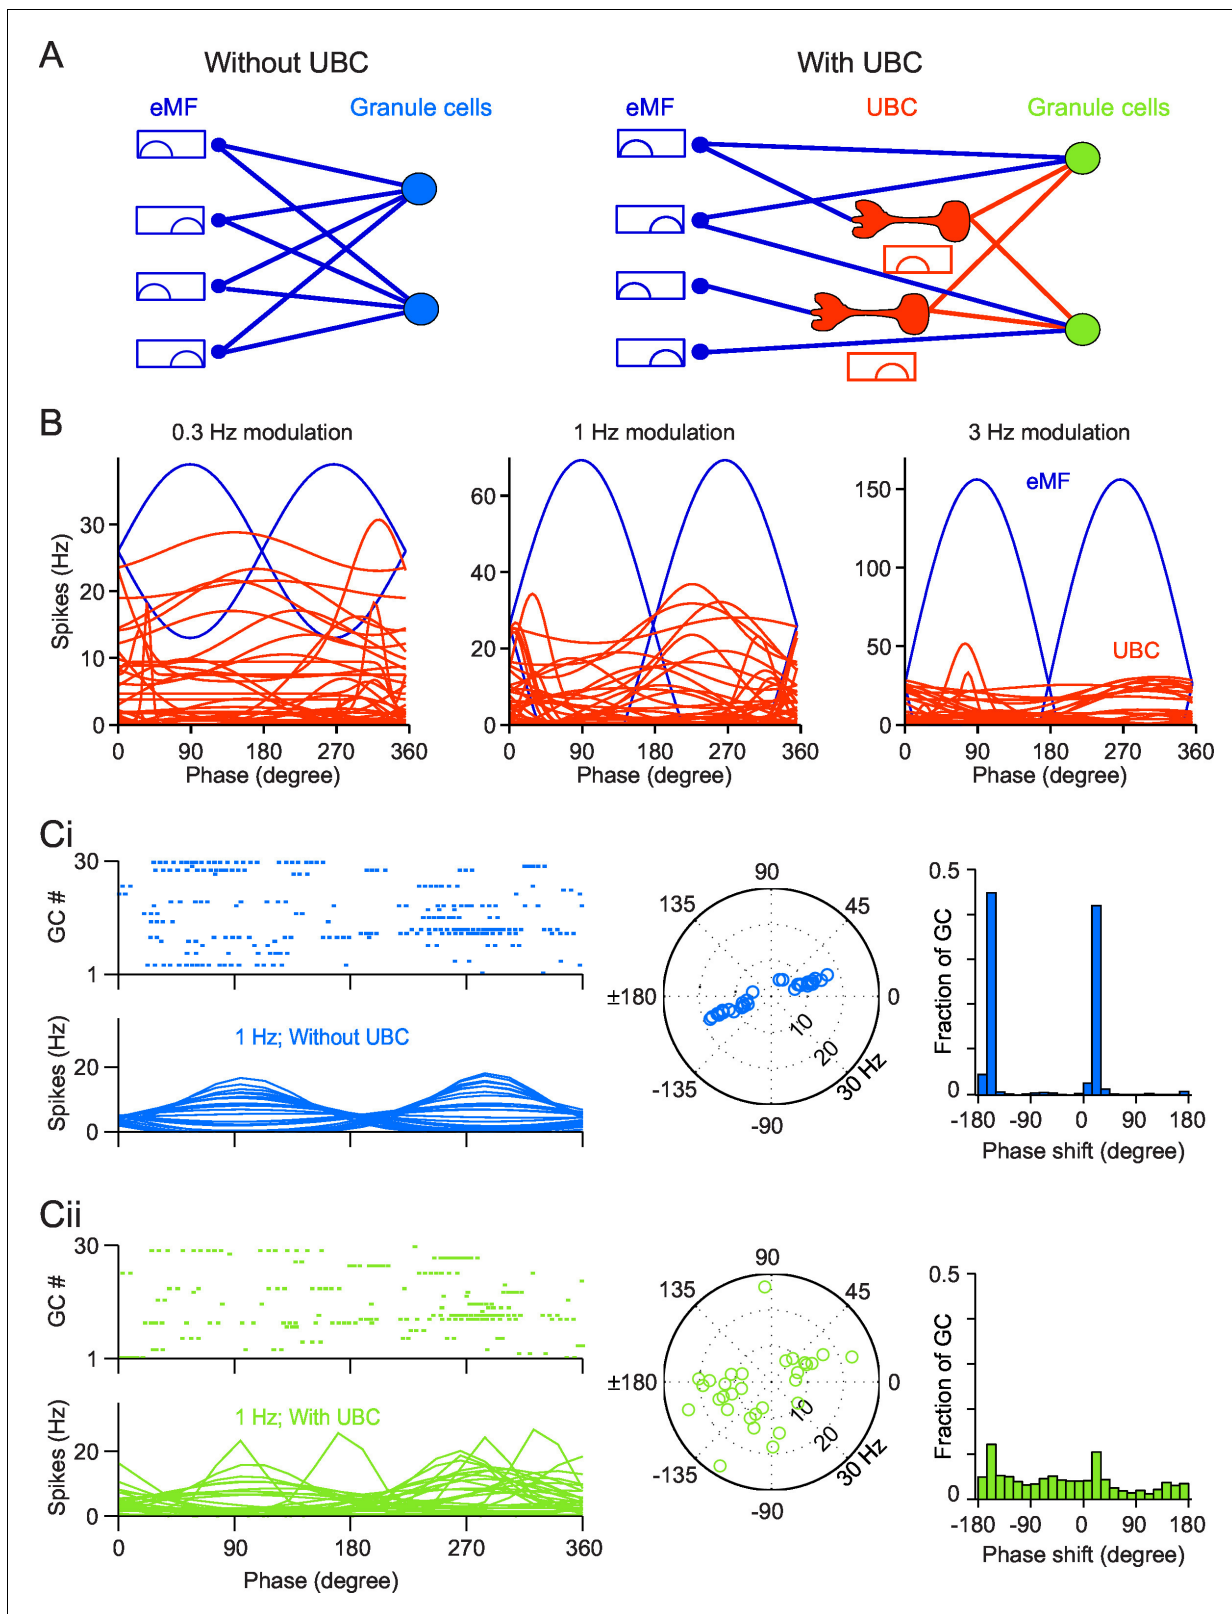 A
Without UBC
With UBC
eMF
Granule cells
eMF
UBC
Granule cells
B
0.3 Hz modulation
1 Hz modulation
3 Hz modulation
Spikes (Hz)
30
20
10
0
0 90 180 270 360
Phase (degree)
60
40
20
0
0 90 180 270 360
Phase (degree)
150
100
50
0
eMF
UBC
0 90 180 270 360
Phase (degree)
Ci
GC #
30
1
Spikes (Hz)
20
0
1 Hz; Without UBC
90
135
45
±180
0
-135
-90
10
20
30 Hz
Fraction of GC
0.5
0
-180 -90 0 90 180
Phase shift (degree)
Cii
GC #
30
1
Spikes (Hz)
20
0
1 Hz; With UBC
0 90 180 270 360
Phase (degree)
90
135
45
±180
0
-135
-90
10
20
30 Hz
Fraction of GC
0.5
0
-180 -90 0 90 180
Phase shift (degree)